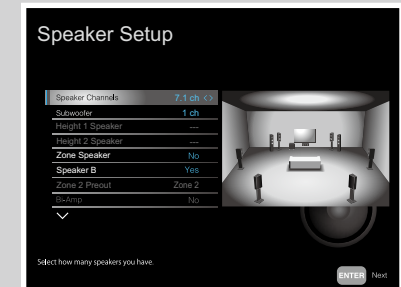 Speaker Setup
Speaker Channels 7.1 ch <>
Subwoofer 1 ch
Height 1 Speaker ---
Height 2 Speaker ---
Zone Speaker No
Speaker B Yes
Zone 2 Preout Zone 2
Bi-Amp No
Select how many speakers you have.
ENTER Next